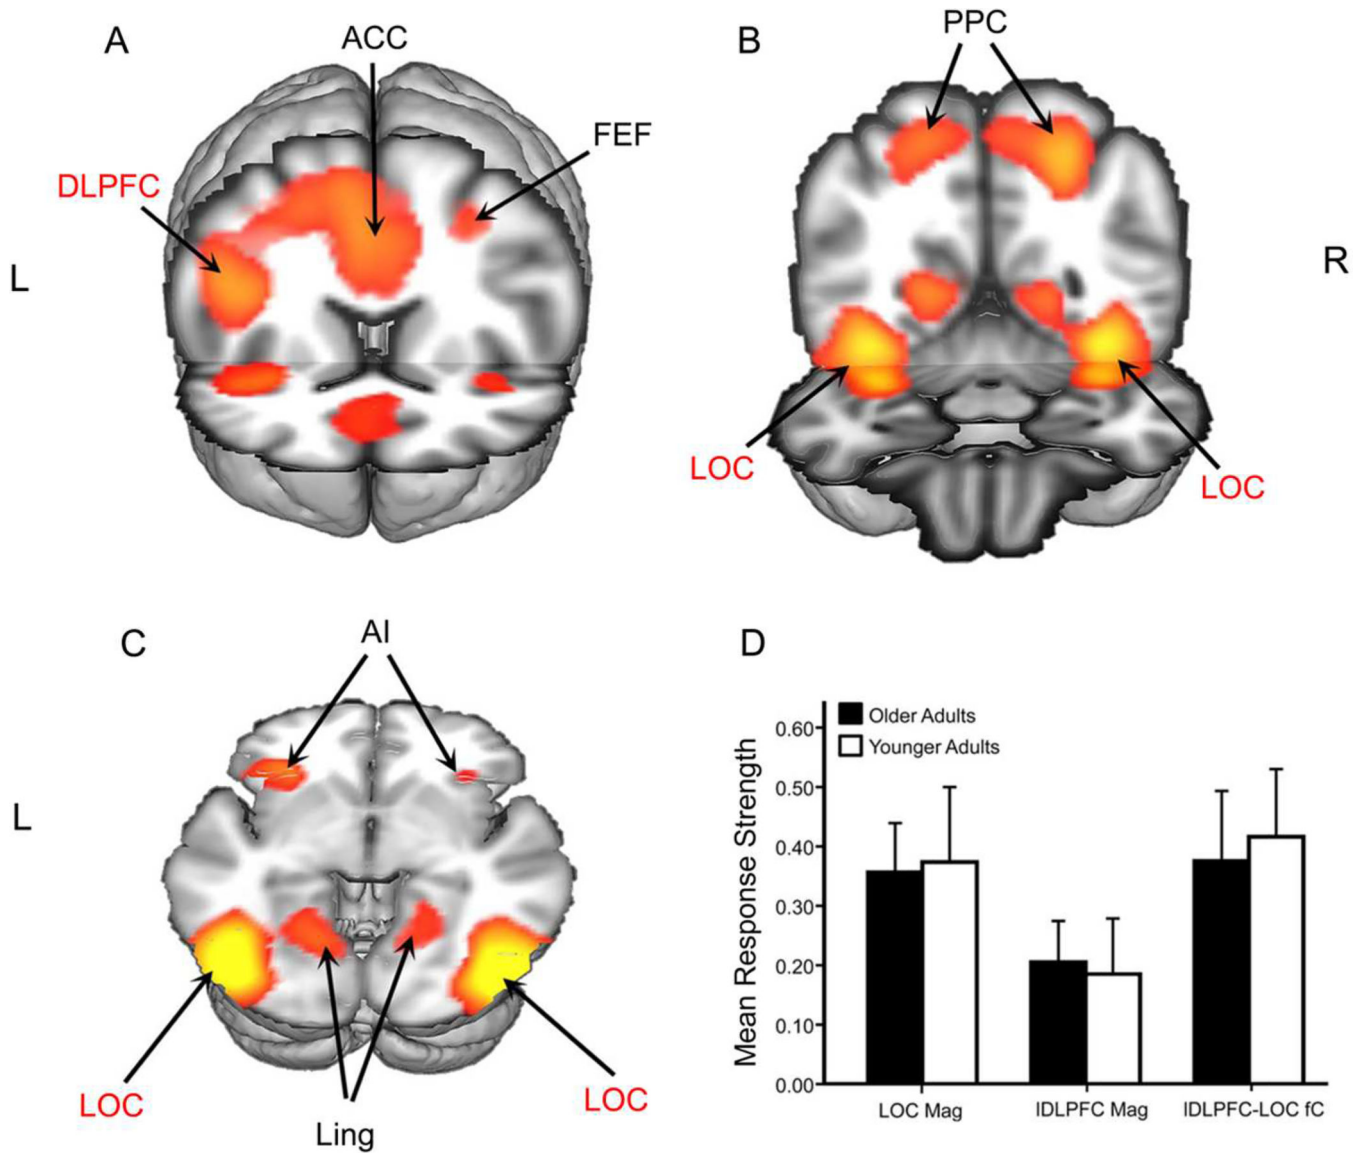 A
ACC
FEF
DLPFC
L
B
PPC
R
LOC
LOC
C
AI
L
LOC
LOC
Ling
D
Older Adults
Younger Adults
Mean Response Strength
0.60
0.50
0.40
0.30
0.20
0.10
0.00
LOC Mag
lDLPFC Mag
lDLPFC-LOC fC